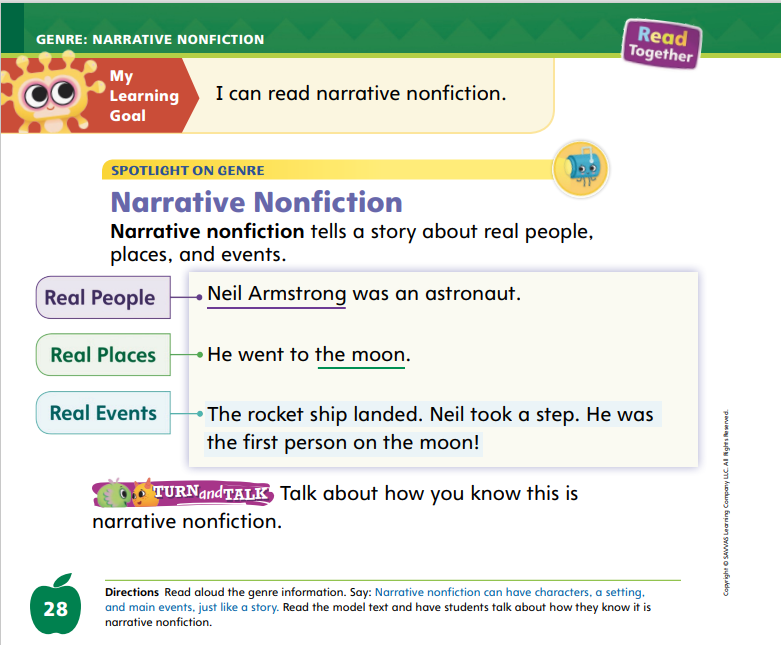 GENRE: NARRATIVE NONFICTION
Read
Together
My
Learning
Goal
I can read narrative nonfiction.
SPOTLIGHT ON GENRE
Narrative Nonfiction
Narrative nonfiction tells a story about real people,
places, and events.
Real People
Neil Armstrong was an astronaut.
Real Places
He went to the moon.
Real Events
The rocket ship landed. Neil took a step. He was
the first person on the moon!
TURN and TALK Talk about how you know this is
narrative nonfiction.
Copyright © SAVVAS Learning Company LLC. All Rights Reserved.
28
Directions Read aloud the genre information. Say: Narrative nonfiction can have characters, a setting,
and main events, just like a story. Read the model text and have students talk about how they know it is
narrative nonfiction.